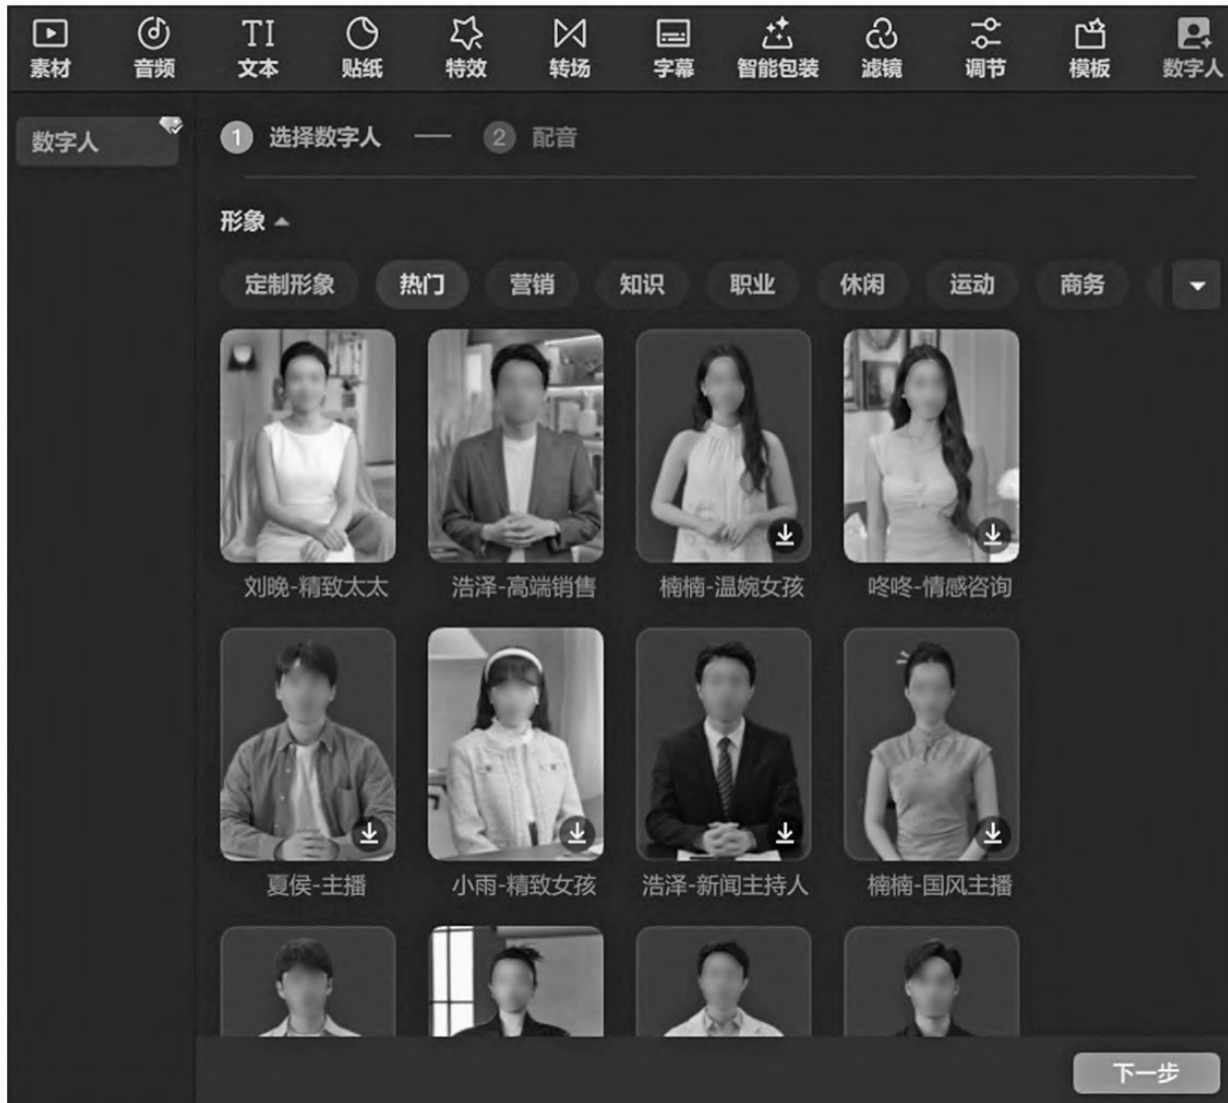 素材 音频 TI 文本 贴纸 特效 转场 字幕 智能包装 滤镜 调节 模板 数字人
数字人
1 选择数字人 — 2 配音
形象
定制形象 热门 营销 知识 职业 休闲 运动 商务
刘晚-精致太太 浩泽-高端销售 楠楠-温婉女孩 咚咚-情感咨询
夏侯-主播 小雨-精致女孩 浩泽-新闻主持人 楠楠-国风主播
下一步